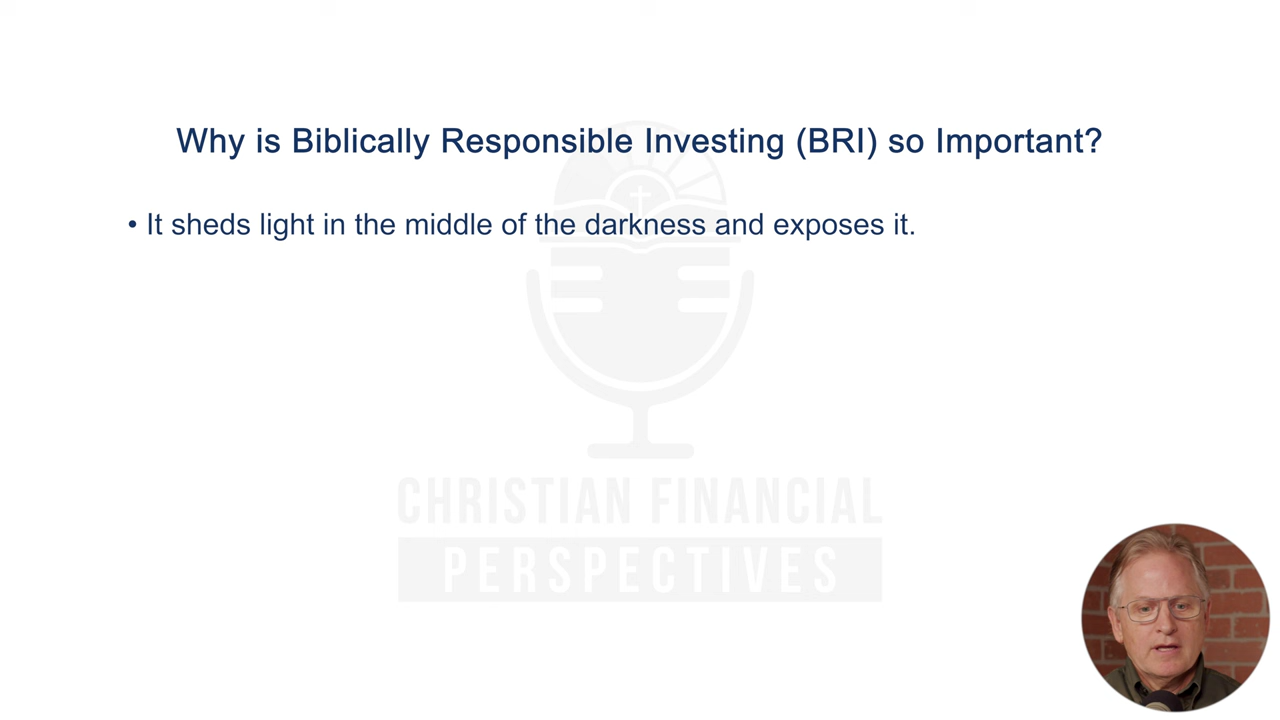 Why is Biblically Responsible Investing (BRI) so Important?
• It sheds light in the middle of the darkness and exposes it.
CHRISTIAN FINANCIAL
PERSPECTIVES